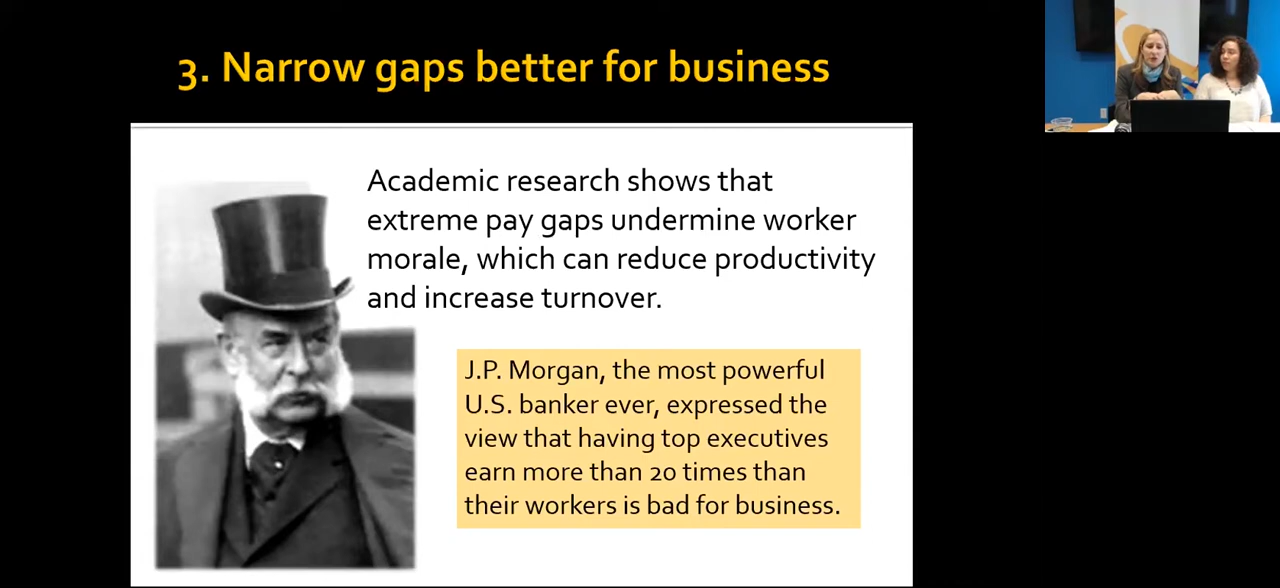 3. Narrow gaps better for business
Academic research shows that
extreme pay gaps undermine worker
morale, which can reduce productivity
and increase turnover.
J.P. Morgan, the most powerful
U.S. banker ever, expressed the
view that having top executives
earn more than 20 times than
their workers is bad for business.